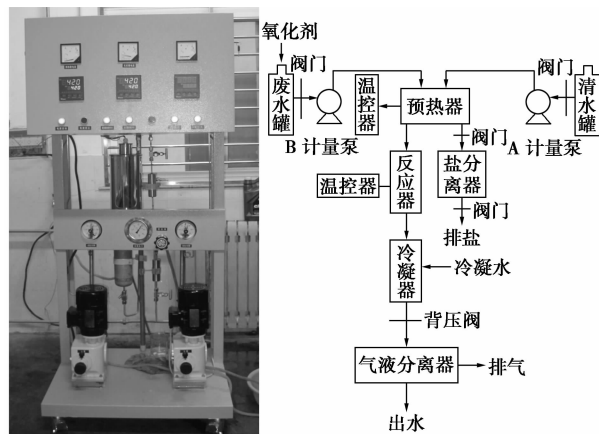 氧化剂
阀门
废水罐
B 计量泵
温控器
预热器
阀门
清水罐
A 计量泵
阀门
温控器
反应器
盐分离器
阀门
排盐
冷凝器
冷凝水
背压阀
气液分离器
排气
出水
420
420
420
420